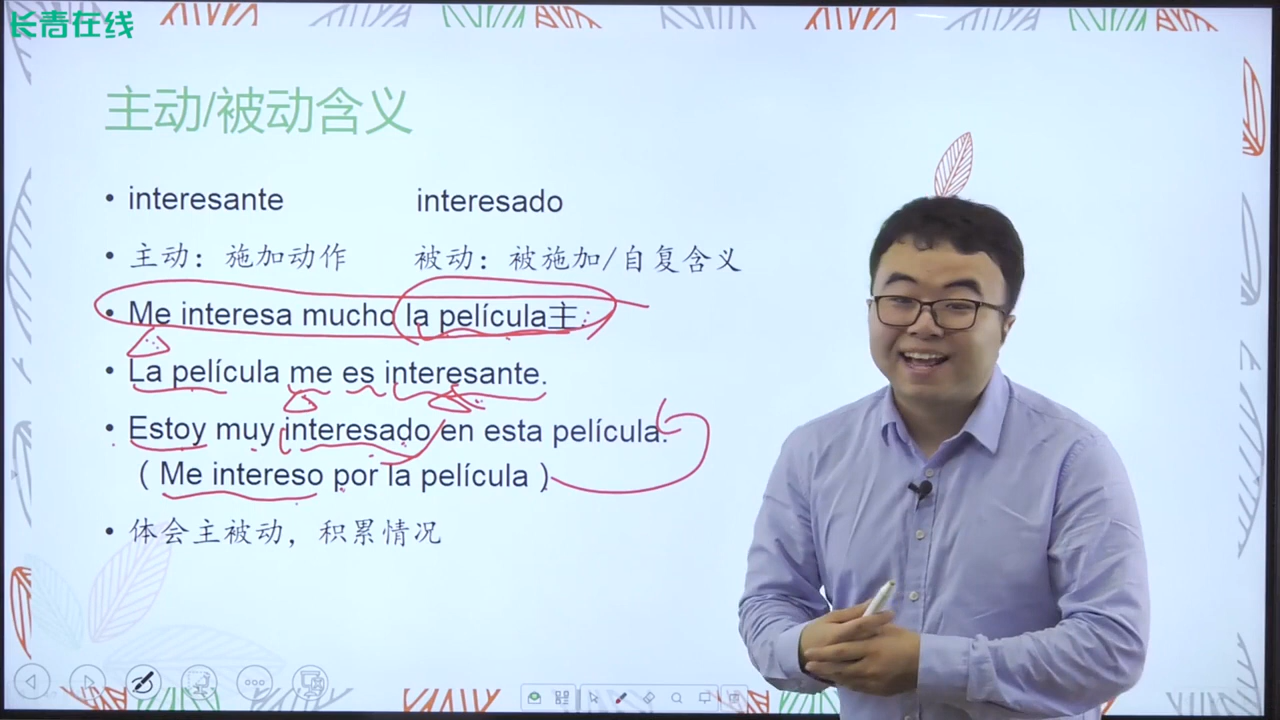 长青在线
主动/被动含义
• interesante interesado
• 主动：施加动作 被动：被施加/自复含义
• Me interesa mucho la película主.
• La película me es interesante.
• Estoy muy interesado en esta película.
（Me intereso por la película）
• 体会主被动，积累情况